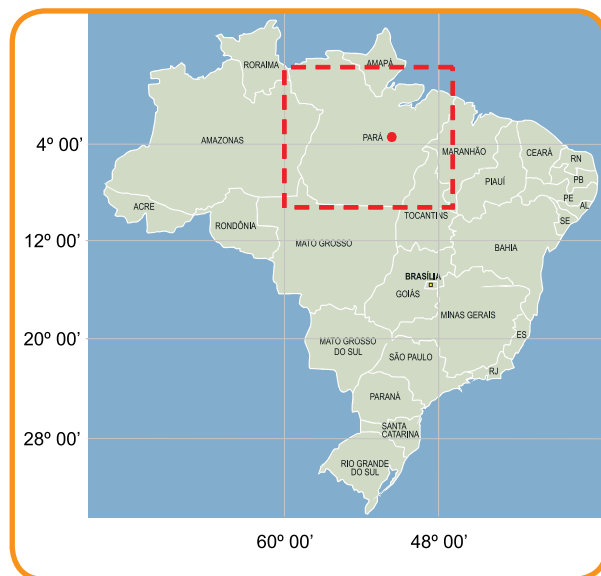 RORAIMA
AMAPÁ
AMAZONAS
PARÁ
4º 00'
MARANHÃO
CEARÁ
RN
PB
PIAUÍ
PE
AL
SE
ACRE
RONDÔNIA
TOCANTINS
12º 00'
MATO GROSSO
BAHIA
BRASÍLIA
GOIÁS
MINAS GERAIS
20º 00'
MATO GROSSO
DO SUL
ES
SÃO PAULO
RJ
PARANÁ
28º 00'
SANTA
CATARINA
RIO GRANDE
DO SUL
60º 00'
48º 00'